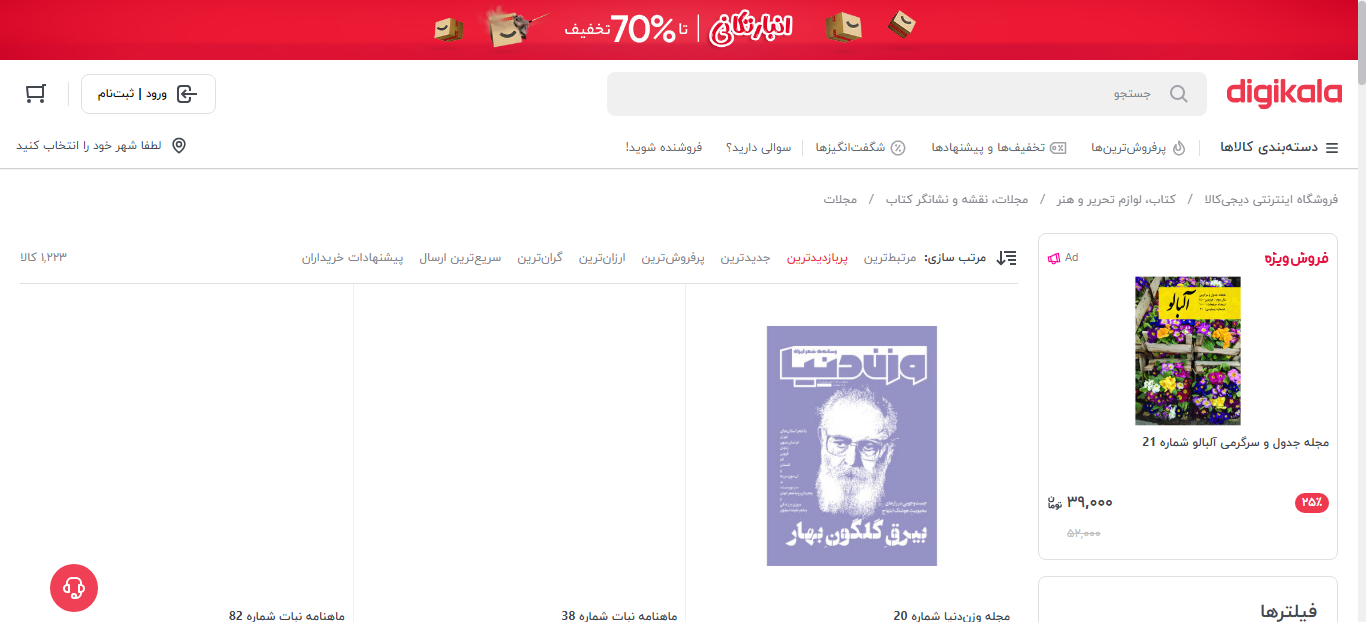 انبارتکانی | تا 70% تخفیف
digikala
جستجو
ورود | ثبت‌نام
دسته‌بندی کالاها
پرفروش‌ترین‌ها
تخفیف‌ها و پیشنهادها
شگفت‌انگیزها
سوالی دارید؟
فروشنده شوید!
لطفا شهر خود را انتخاب کنید
فروشگاه اینترنتی دیجی‌کالا / کتاب، لوازم تحریر و هنر / مجلات، نقشه و نشانگر کتاب / مجلات
فروش ویژه
Ad
آلبالو
مجله جدول و سرگرمی آلبالو شماره 21
۲۵٪
۳۹,۰۰۰ تومان
۵۲,۰۰۰
فیلترها
مرتب سازی: مرتبط‌ترین پربازدیدترین جدیدترین پرفروش‌ترین ارزان‌ترین گران‌ترین سریع‌ترین ارسال پیشنهادات خریداران
۱,۲۲۳ کالا
وزن‌دنیا
بیرق گلگون بهار
مجله وزن‌دنیا شماره 20
ماهنامه نبات شماره 38
ماهنامه نبات شماره 82